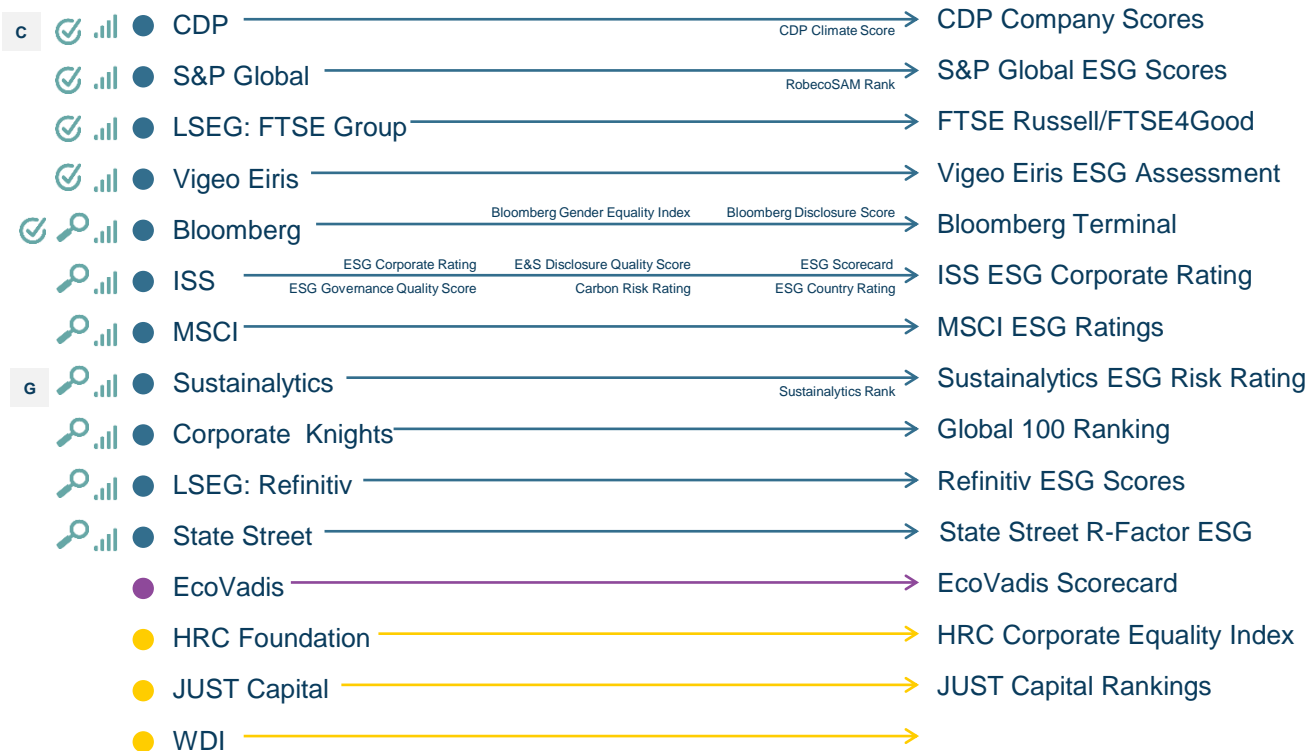 C CDP CDP Climate Score CDP Company Scores
S&P Global RobecoSAM Rank S&P Global ESG Scores
LSEG: FTSE Group FTSE Russell/FTSE4Good
Vigeo Eiris Vigeo Eiris ESG Assessment
Bloomberg Bloomberg Gender Equality Index Bloomberg Disclosure Score Bloomberg Terminal
ISS ESG Corporate Rating E&S Disclosure Quality Score ESG Scorecard ISS ESG Corporate Rating
ESG Governance Quality Score Carbon Risk Rating ESG Country Rating
MSCI MSCI ESG Ratings
G Sustainalytics Sustainalytics Rank Sustainalytics ESG Risk Rating
Corporate Knights Global 100 Ranking
LSEG: Refinitiv Refinitiv ESG Scores
State Street State Street R-Factor ESG
EcoVadis EcoVadis Scorecard
HRC Foundation HRC Corporate Equality Index
JUST Capital JUST Capital Rankings
WDI